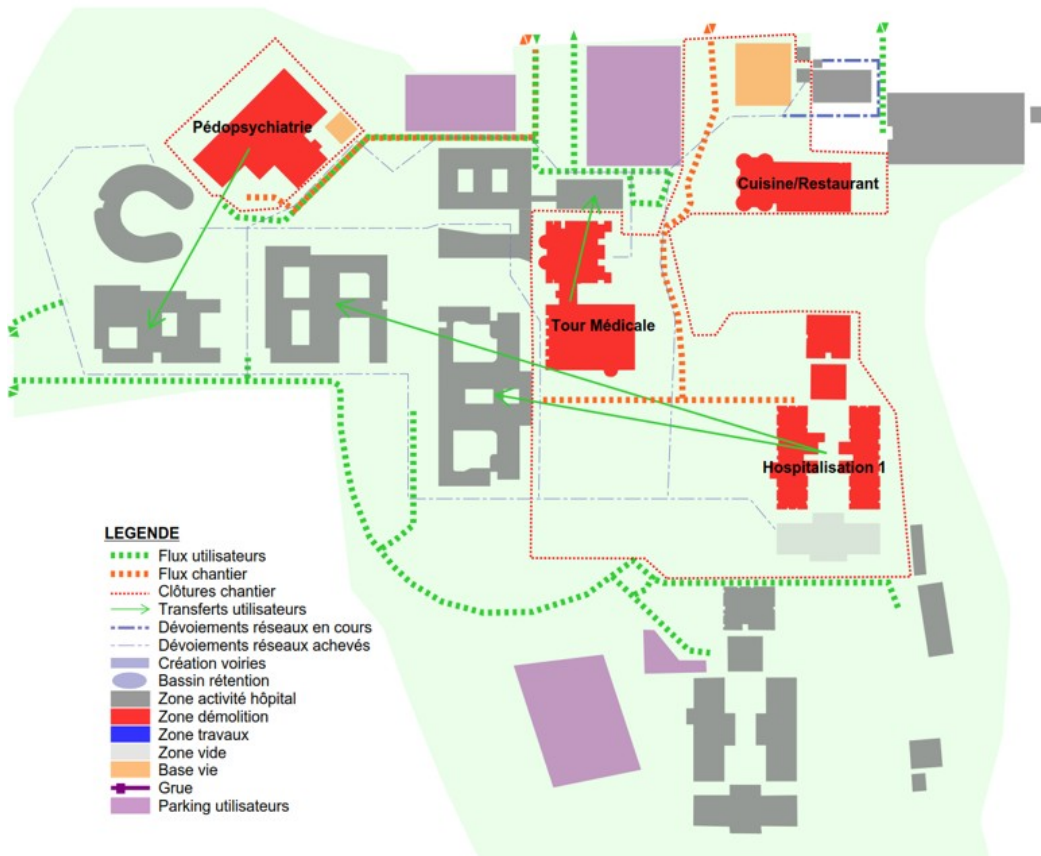 Pédopsychiatrie
Cuisine/Restaurant
Tour Médicale
Hospitalisation 1
LEGENDE
Flux utilisateurs
Flux chantier
Clôtures chantier
Transferts utilisateurs
Dévoiements réseaux en cours
Dévoiements réseaux achevés
Création voiries
Bassin rétention
Zone activité hôpital
Zone démolition
Zone travaux
Zone vide
Base vie
Grue
Parking utilisateurs